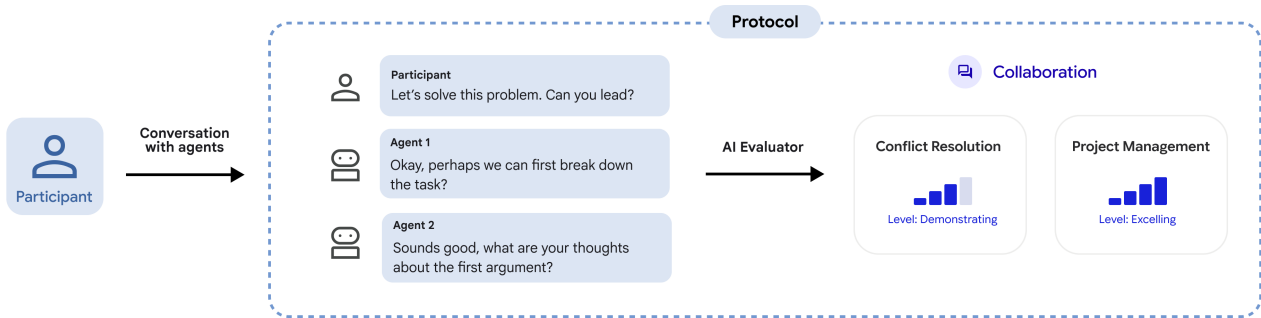 Protocol
Participant
Conversation
with agents
Participant
Let's solve this problem. Can you lead?
Agent 1
Okay, perhaps we can first break down
the task?
Agent 2
Sounds good, what are your thoughts
about the first argument?
AI Evaluator
Collaboration
Conflict Resolution
Level: Demonstrating
Project Management
Level: Excelling